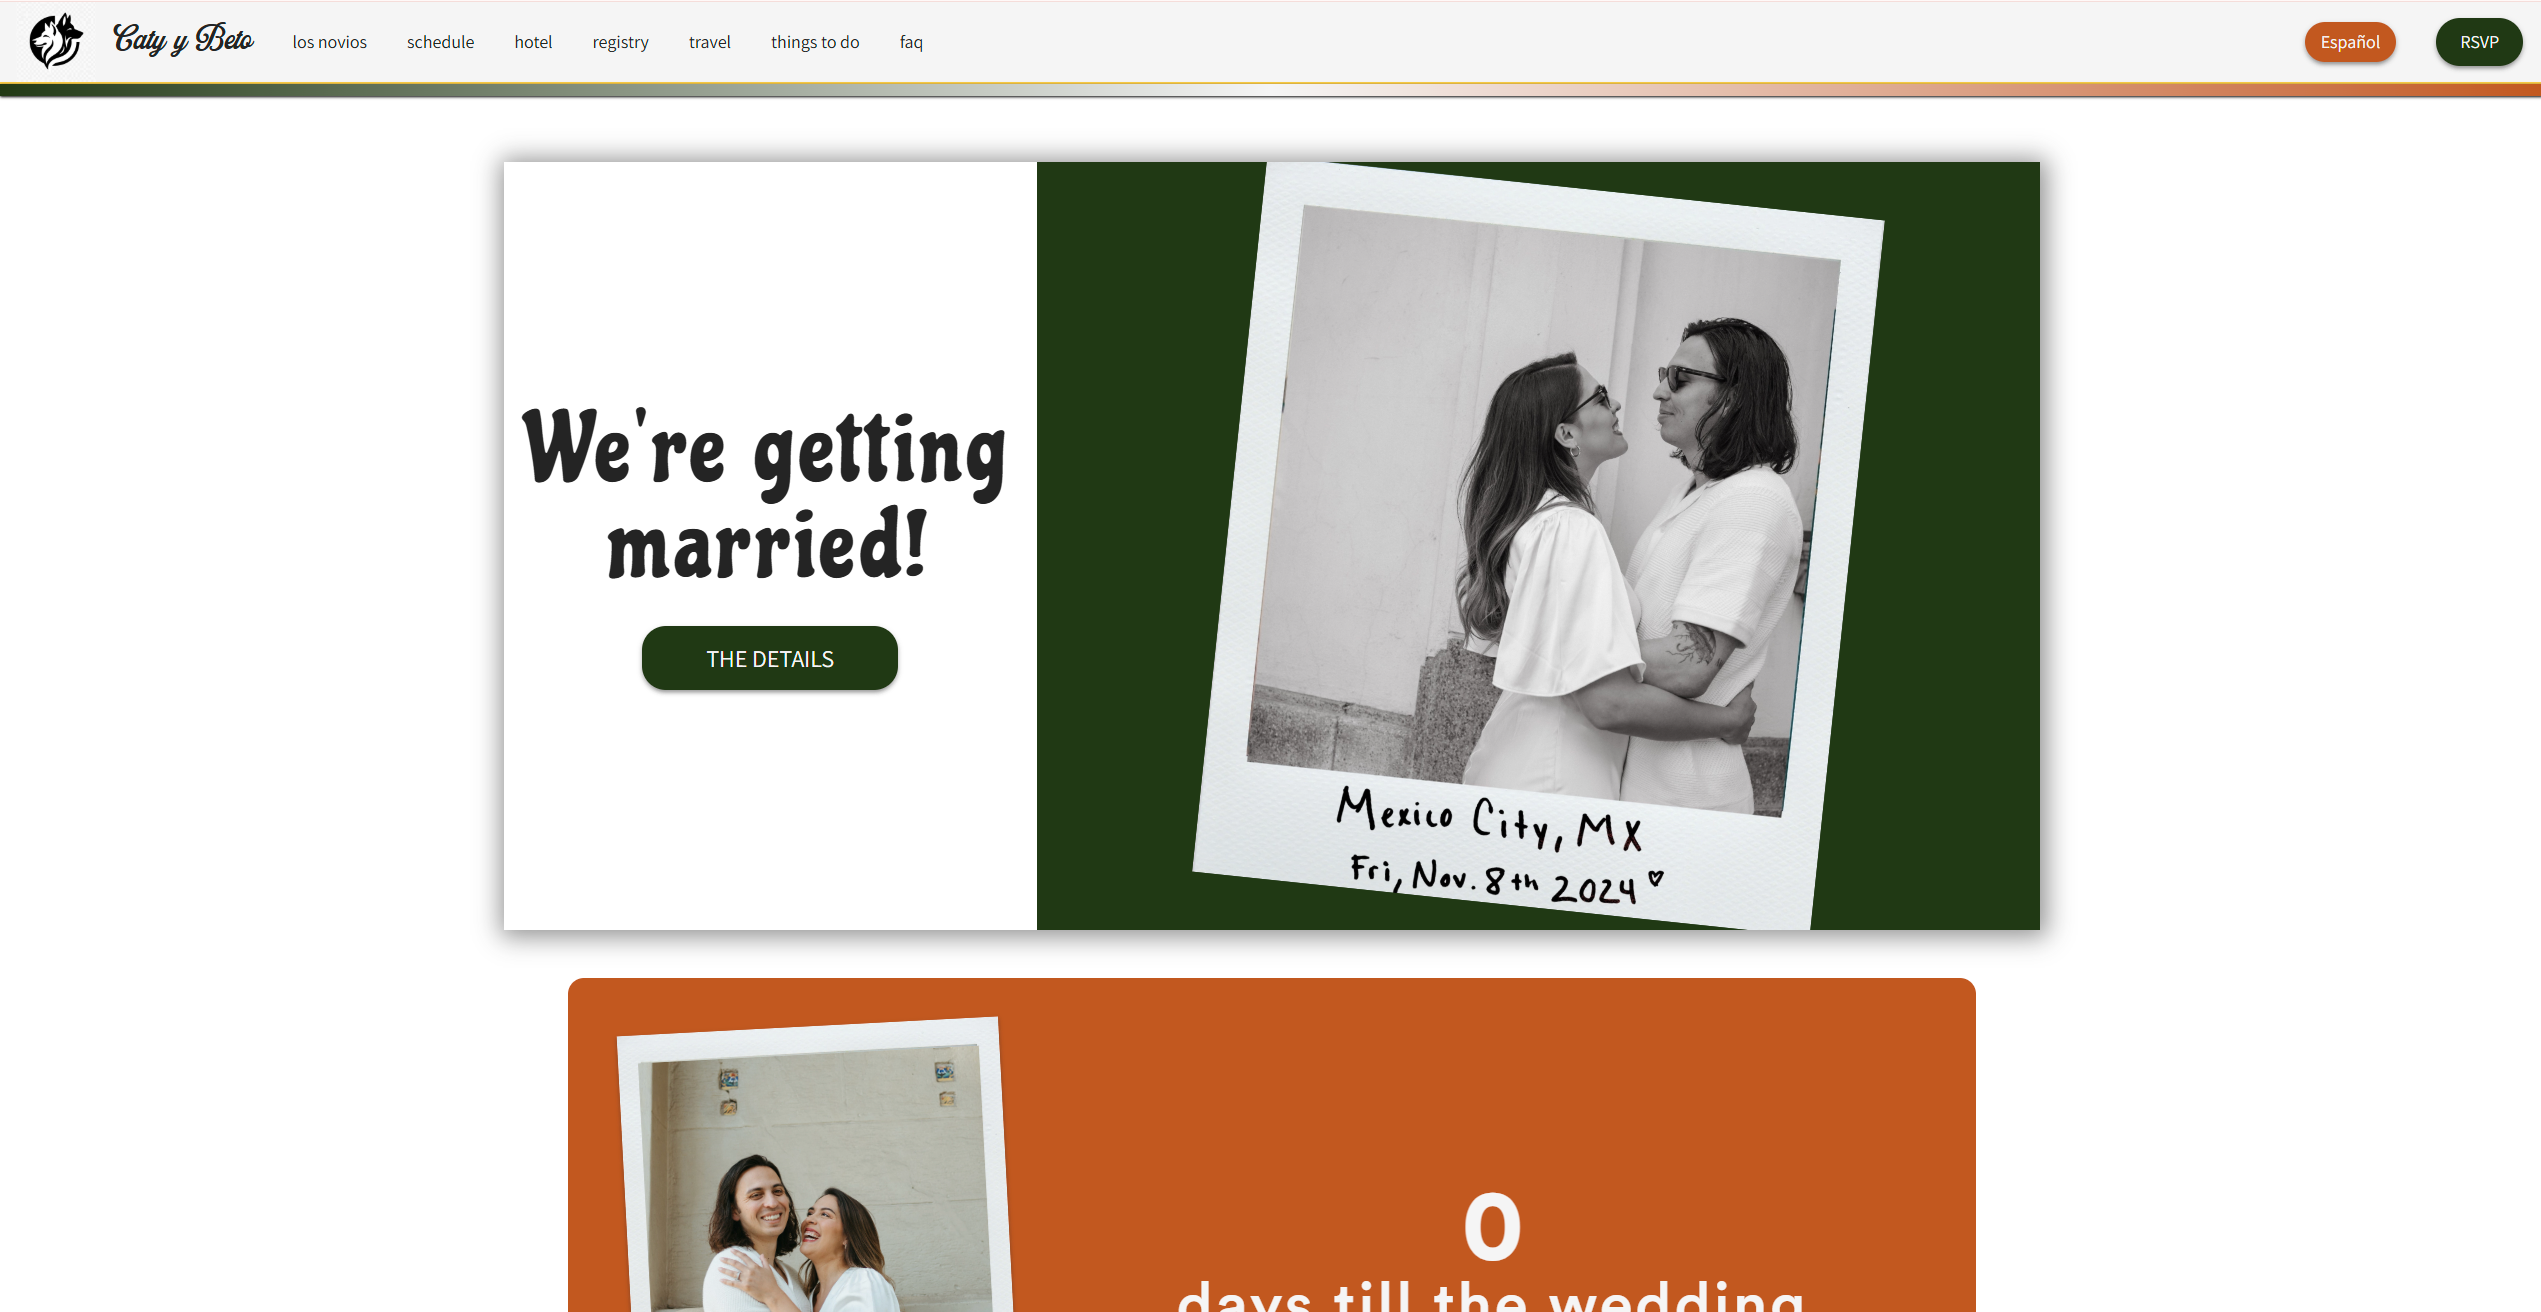 Caty y Beto
los novios
schedule
hotel
registry
travel
things to do
faq
Español
RSVP
We're getting
married!
THE DETAILS
Mexico City, MX
Fri, Nov. 8th 2024
0
days till the wedding